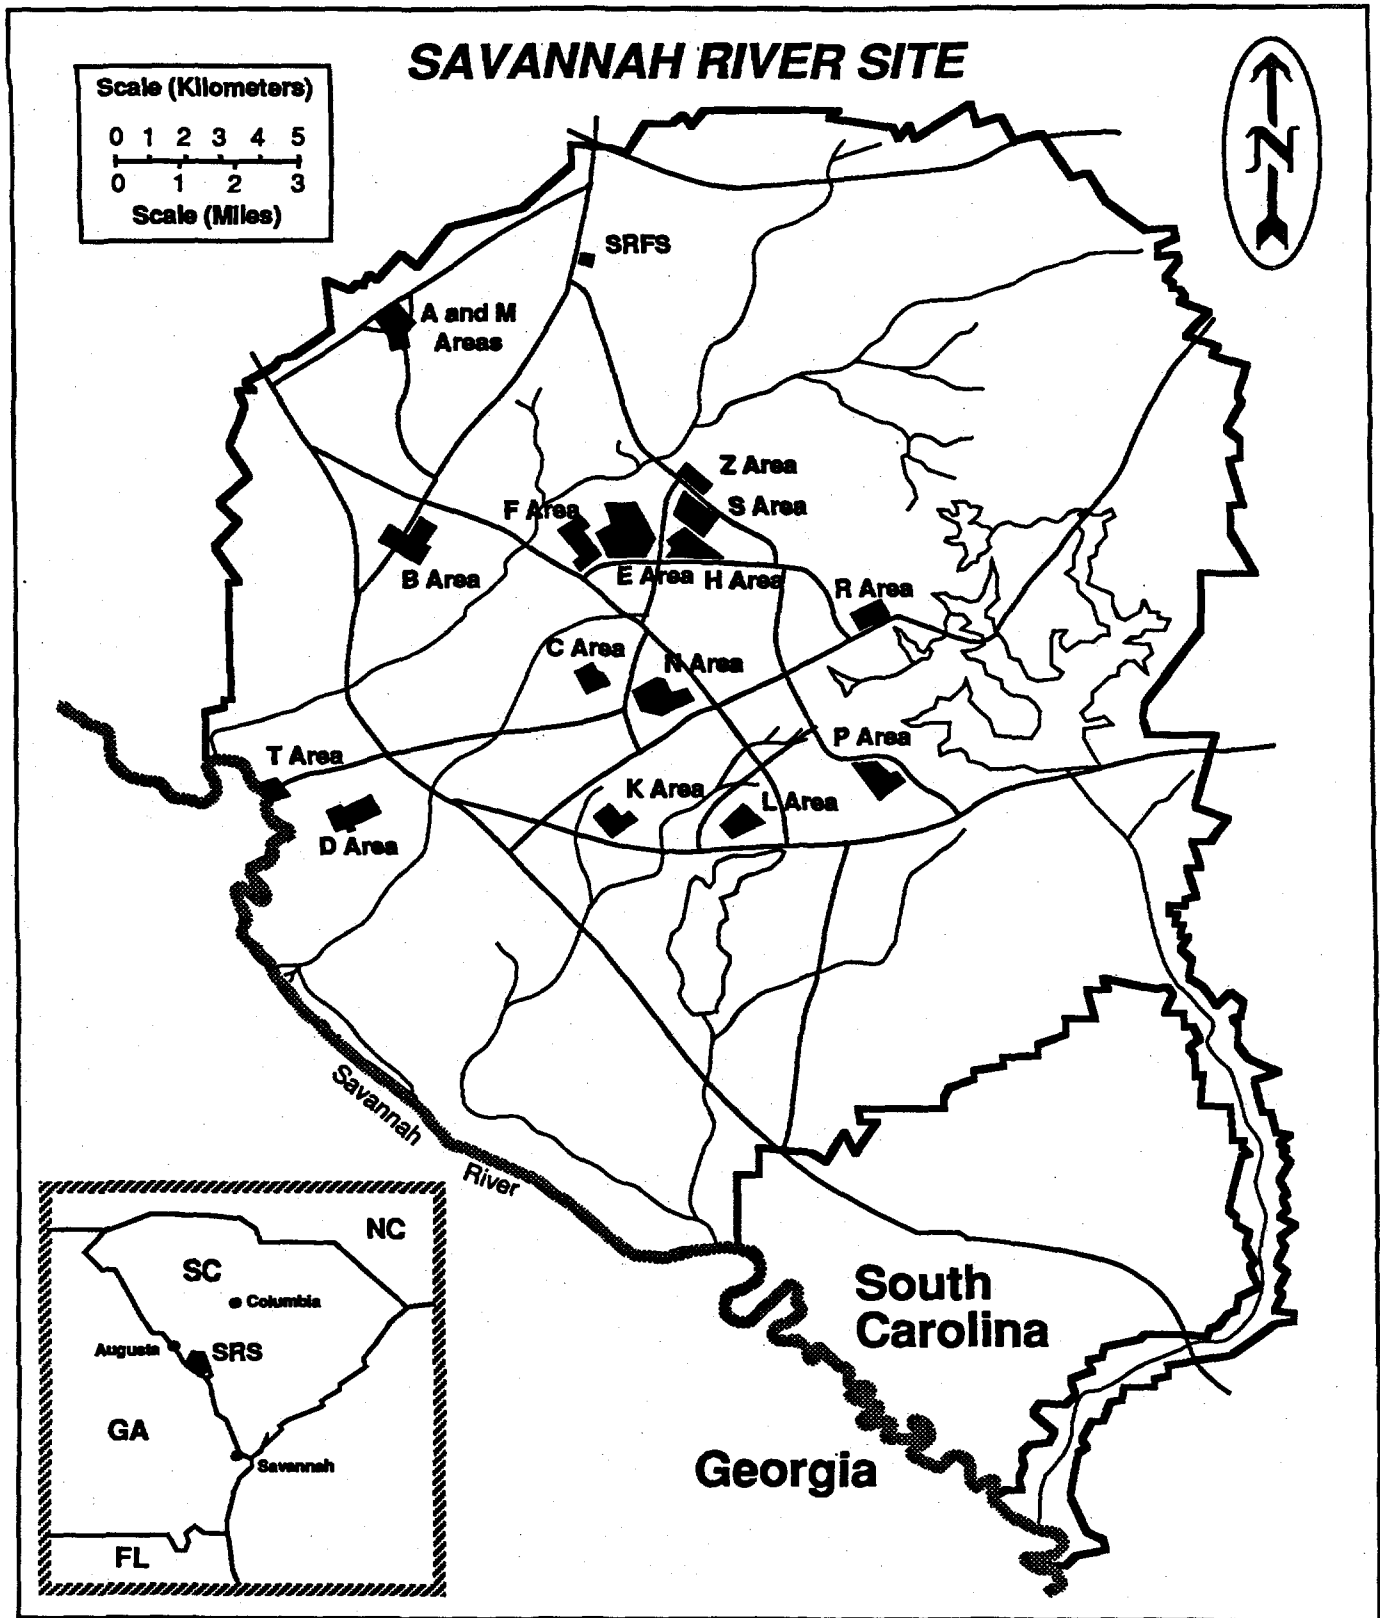 SAVANNAH RIVER SITE
Scale (Kilometers)
0 1 2 3 4 5
0 1 2 3
Scale (Miles)
N
SRFS
A and M
Areas
Z Area
S Area
F Area
B Area
E Area
H Area
R Area
C Area
N Area
P Area
T Area
K Area
L Area
D Area
Savannah
River
NC
SC
Columbia
Augusta
SRS
GA
Savannah
FL
South
Carolina
Georgia